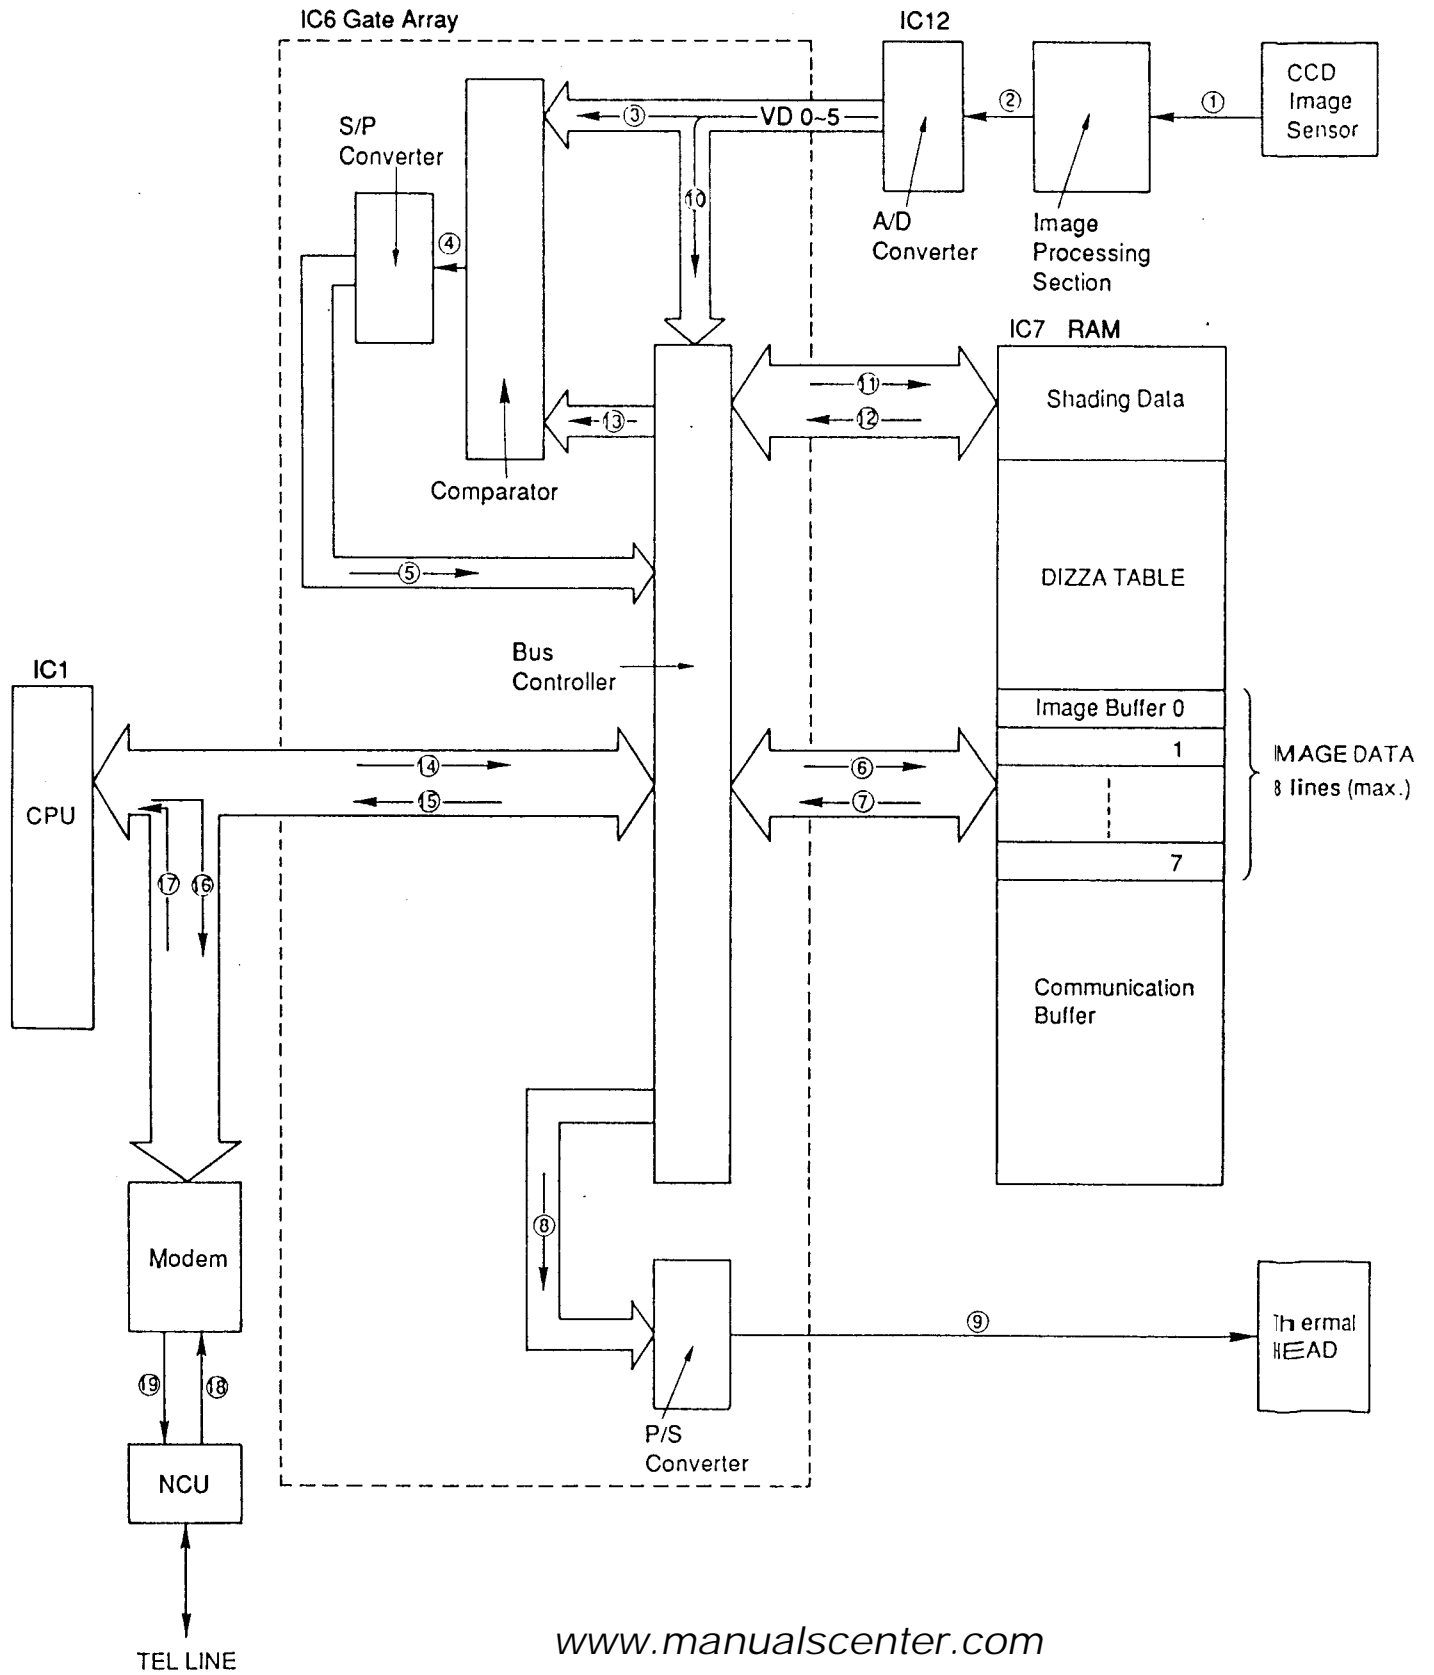 IC6 Gate Array
IC12
CCD
Image
Sensor
①
②
③
VD 0~5
S/P
Converter
④
⑩
A/D
Converter
Image
Processing
Section
IC7 RAM
Shading Data
⑪
⑫
⑬
Comparator
⑤
DIZZA TABLE
Bus
Controller
IC1
CPU
Image Buffer 0
1
7
IMAGE DATA
8 lines (max.)
⑭
⑮
⑥
⑦
⑰
⑯
Communication
Buffer
Modem
⑧
⑨
Thermal
HEAD
⑲
⑱
P/S
Converter
NCU
TEL LINE
www.manualscenter.com